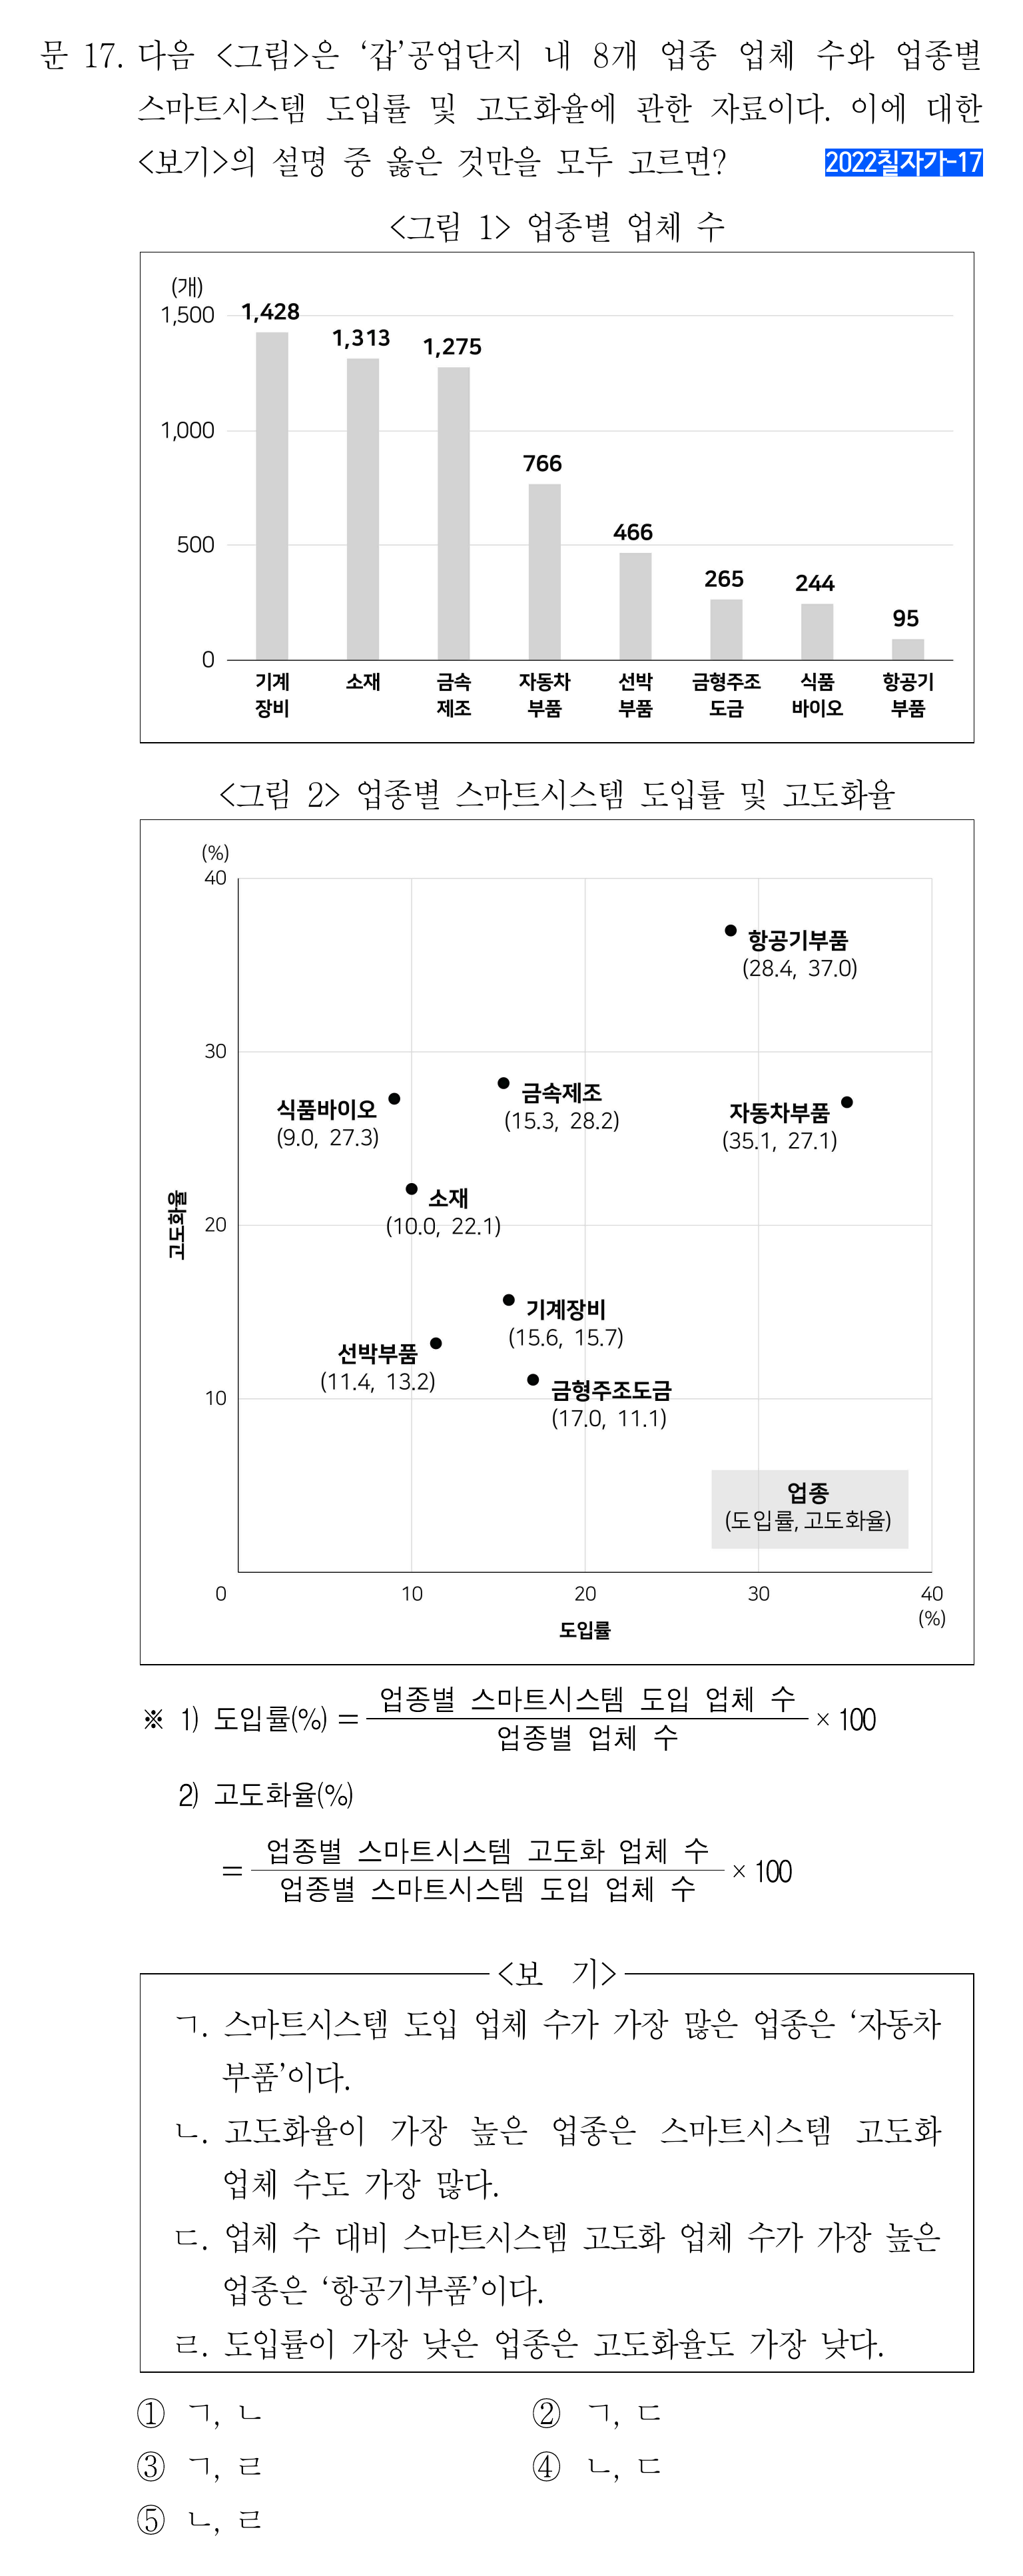 문 17. 다음 <그림>은 ‘갑’공업단지 내 8개 업종 업체 수와 업종별
스마트시스템 도입률 및 고도화율에 관한 자료이다. 이에 대한
<보기>의 설명 중 옳은 것만을 모두 고르면? 2022칠자가-17
<그림 1> 업종별 업체 수
(개)
1,500
1,000
500
0
1,428
1,313
1,275
766
466
265
244
95
기계
장비
소재
금속
제조
자동차
부품
선박
부품
금형주조
도금
식품
바이오
항공기
부품
<그림 2> 업종별 스마트시스템 도입률 및 고도화율
(%)
40
항공기부품
(28.4, 37.0)
30
금속제조
(15.3, 28.2)
식품바이오
(9.0, 27.3)
자동차부품
(35.1, 27.1)
소재
(10.0, 22.1)
고도화율
20
기계장비
(15.6, 15.7)
선박부품
(11.4, 13.2)
금형주조도금
(17.0, 11.1)
10
업종
(도입률, 고도화율)
0 10 20 30 40
(%)
도입률
※ 1) 도입률(%) = 업종별 스마트시스템 도입 업체 수
업종별 업체 수 × 100
2) 고도화율(%)
= 업종별 스마트시스템 고도화 업체 수
업종별 스마트시스템 도입 업체 수 × 100
<보 기>
ㄱ. 스마트시스템 도입 업체 수가 가장 많은 업종은 ‘자동차
부품’이다.
ㄴ. 고도화율이 가장 높은 업종은 스마트시스템 고도화
업체 수도 가장 많다.
ㄷ. 업체 수 대비 스마트시스템 고도화 업체 수가 가장 높은
업종은 ‘항공기부품’이다.
ㄹ. 도입률이 가장 낮은 업종은 고도화율도 가장 낮다.
① ㄱ, ㄴ ② ㄱ, ㄷ
③ ㄱ, ㄹ ④ ㄴ, ㄷ
⑤ ㄴ, ㄹ